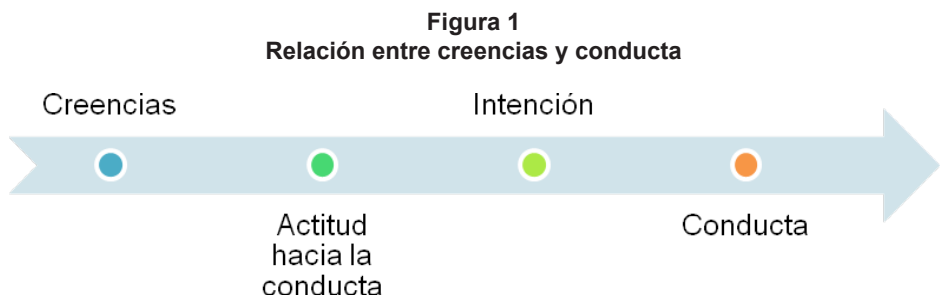 Figura 1
Relación entre creencias y conducta
Creencias
Intención
Actitud
hacia la
conducta
Conducta